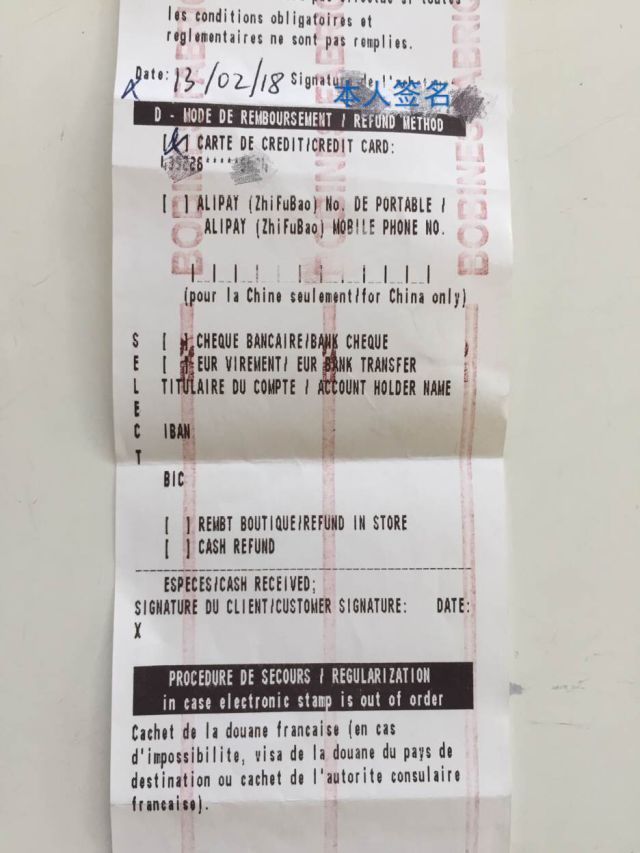 les conditions obligatoires et
reglementaires ne sont pas remplies.
Date: 13/02/18 Signature de l'
本人签名
D - MODE DE REMBOURSEMENT / REFUND METHOD
[X] CARTE DE CREDIT/CREDIT CARD:
[ ] ALIPAY (ZhiFuBao) No. DE PORTABLE /
ALIPAY (ZhiFuBao) MOBILE PHONE NO.
(pour la Chine seulement/for China only)
[ ] CHEQUE BANCAIRE/BANK CHEQUE
[ ] EUR VIREMENT/ EUR BANK TRANSFER
TITULAIRE DU COMPTE / ACCOUNT HOLDER NAME
SELECT
IBAN
BIC
[ ] REMBT BOUTIQUE/REFUND IN STORE
[ ] CASH REFUND
ESPECES/CASH RECEIVED;
SIGNATURE DU CLIENT/CUSTOMER SIGNATURE: DATE:
X
PROCEDURE DE SECOURS / REGULARIZATION
in case electronic stamp is out of order
Cachet de la douane francaise (en cas
d'impossibilite, visa de la douane du pays de
destination ou cachet de l'autorite consulaire
francaise).